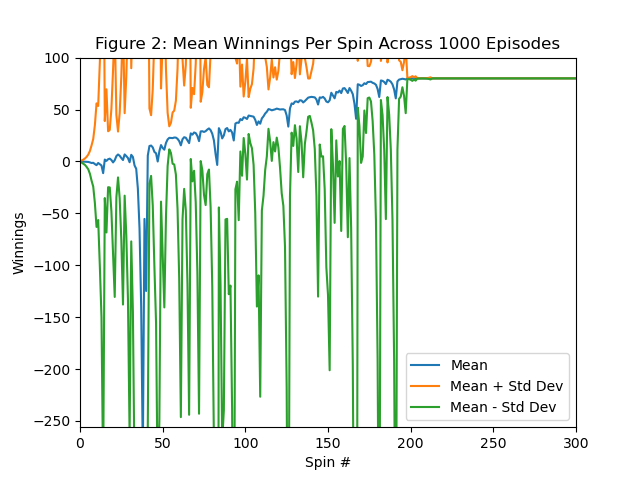 Figure 2: Mean Winnings Per Spin Across 1000 Episodes
100
50
0
−50
−100
−150
−200
−250
Winnings
Mean
Mean + Std Dev
Mean - Std Dev
0 50 100 150 200 250 300
Spin #